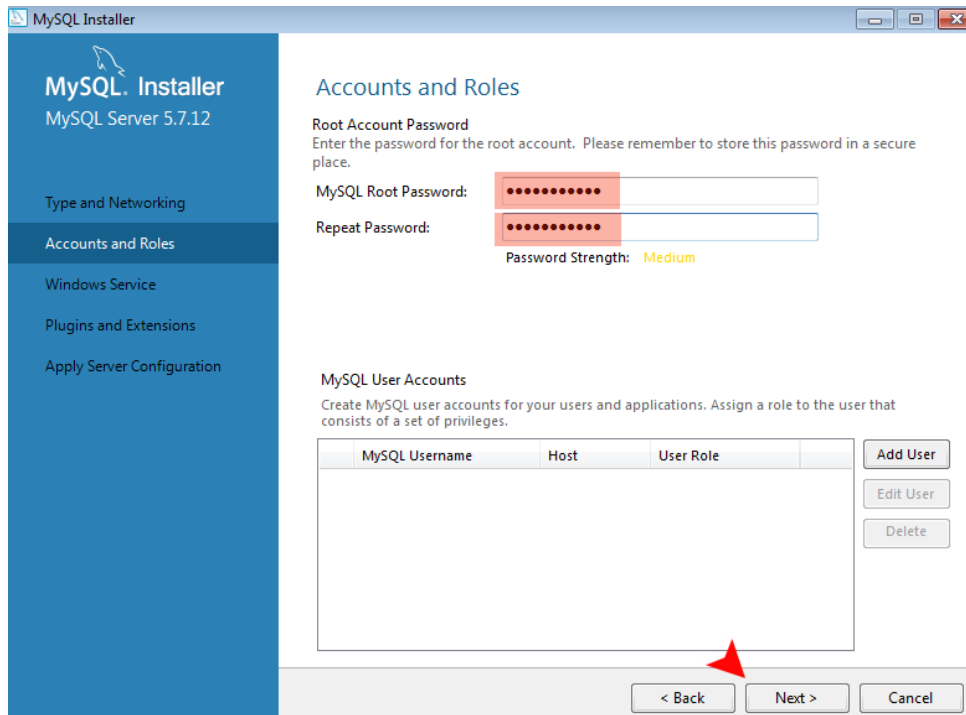 MySQL Installer
MySQL. Installer
MySQL Server 5.7.12
Type and Networking
Accounts and Roles
Windows Service
Plugins and Extensions
Apply Server Configuration
Accounts and Roles
Root Account Password
Enter the password for the root account. Please remember to store this password in a secure
place.
MySQL Root Password: ●●●●●●●●●●●
Repeat Password: ●●●●●●●●●●●
Password Strength: Medium
MySQL User Accounts
Create MySQL user accounts for your users and applications. Assign a role to the user that
consists of a set of privileges.
MySQL Username Host User Role
Add User
Edit User
Delete
< Back Next > Cancel